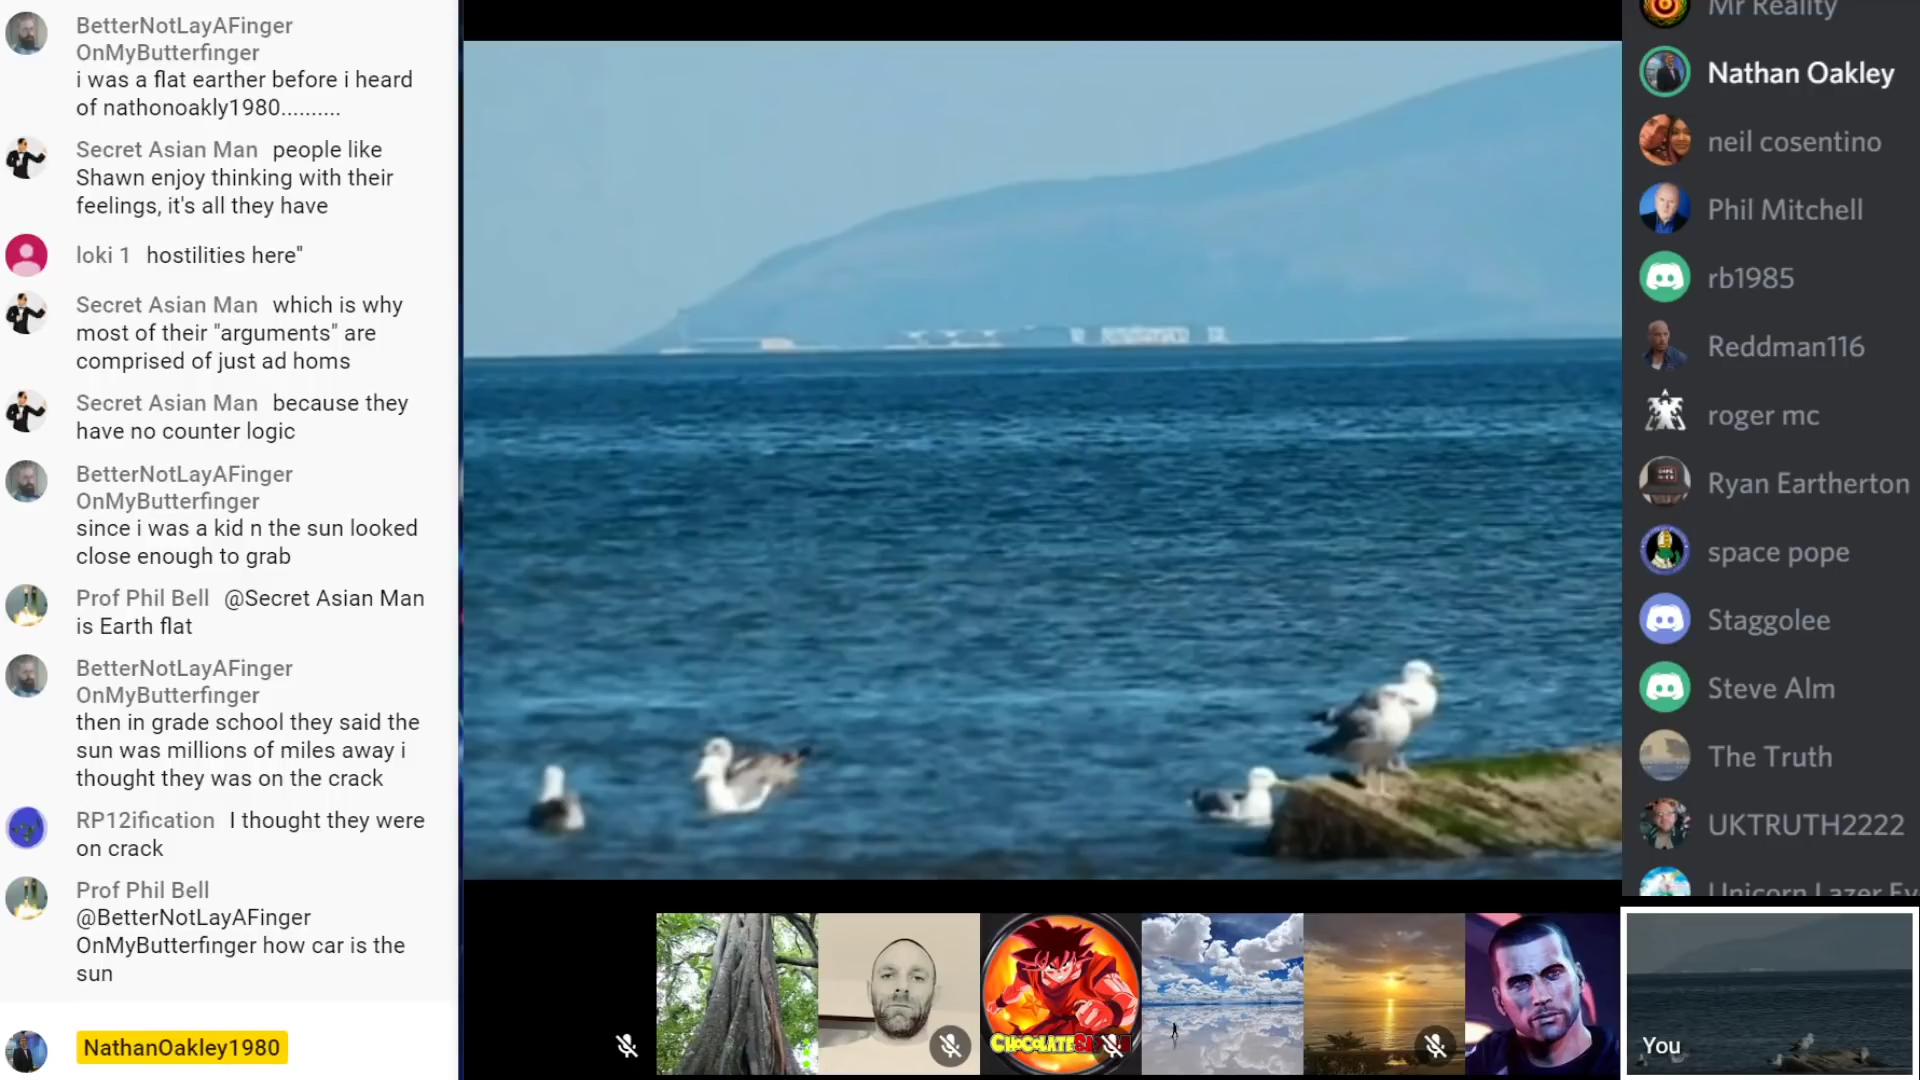 BetterNotLayAFinger
OnMyButterfinger
i was a flat earther before i heard
of nathonoakly1980..........
Secret Asian Man people like
Shawn enjoy thinking with their
feelings, it's all they have
loki 1 hostilities here"
Secret Asian Man which is why
most of their "arguments" are
comprised of just ad homs
Secret Asian Man because they
have no counter logic
BetterNotLayAFinger
OnMyButterfinger
since i was a kid n the sun looked
close enough to grab
Prof Phil Bell @Secret Asian Man
is Earth flat
BetterNotLayAFinger
OnMyButterfinger
then in grade school they said the
sun was millions of miles away i
thought they was on the crack
RP12ification I thought they were
on crack
Prof Phil Bell
@BetterNotLayAFinger
OnMyButterfinger how car is the
sun
NathanOakley1980
Mr Reality
Nathan Oakley
neil cosentino
Phil Mitchell
rb1985
Reddman116
roger mc
Ryan Eartherton
space pope
Staggolee
Steve Alm
The Truth
UKTRUTH2222
Unicorn Lazer
You